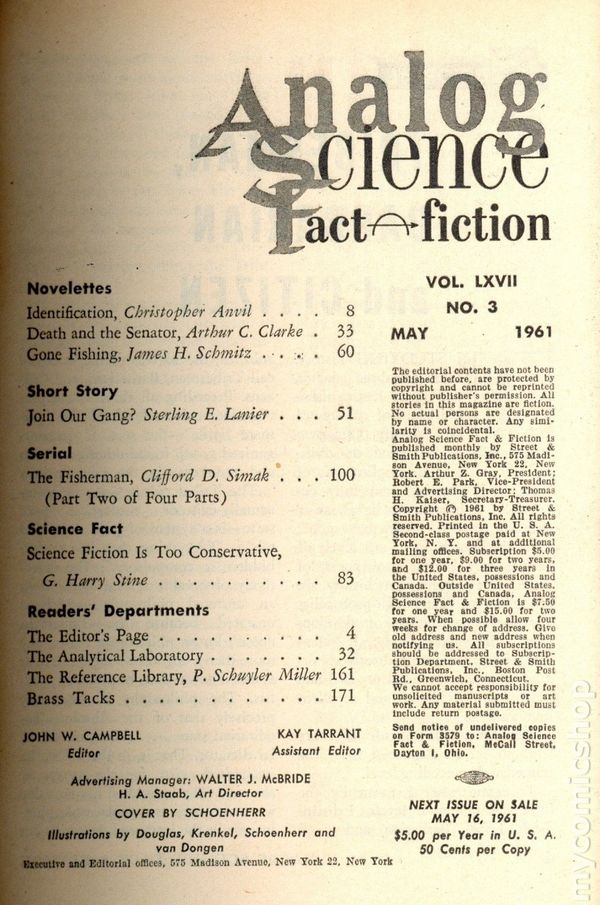 Analog
Science
Fact fiction
Novelettes
Identification, Christopher Anvil . . . . 8
Death and the Senator, Arthur C. Clarke . 33
Gone Fishing, James H. Schmitz . . . . 60
Short Story
Join Our Gang? Sterling E. Lanier . . . 51
Serial
The Fisherman, Clifford D. Simak . . . 100
(Part Two of Four Parts)
Science Fact
Science Fiction Is Too Conservative,
G. Harry Stine . . . . . . . . . . 83
Readers' Departments
The Editor's Page . . . . . . . . . . 4
The Analytical Laboratory . . . . . . . 32
The Reference Library, P. Schuyler Miller 161
Brass Tacks . . . . . . . . . . . . 171
JOHN W. CAMPBELL
Editor
KAY TARRANT
Assistant Editor
Advertising Manager: WALTER J. McBRIDE
H. A. Staab, Art Director
COVER BY SCHOENHERR
Illustrations by Douglas, Krenkel, Schoenherr and
van Dongen
Executive and Editorial offices, 575 Madison Avenue, New York 22, New York
VOL. LXVII
NO. 3
MAY 1961
The editorial contents have not been
published before, are protected by
copyright and cannot be reprinted
without publisher's permission. All
stories in this magazine are fiction.
No actual persons are designated
by name or character. Any simi-
larity is coincidental.
Analog Science Fact & Fiction is
published monthly by Street &
Smith Publications, Inc., 575 Madi-
son Avenue, New York 22, New
York. Arthur Z. Gray, President;
Robert E. Park, Vice-President
and Advertising Director; Thomas
H. Kaiser, Secretary-Treasurer.
Copyright © 1961 by Street &
Smith Publications, Inc. All rights
reserved. Printed in the U. S. A.
Second-class postage paid at New
York, N. Y. and at additional
mailing offices. Subscription $5.00
for one year, $9.00 for two years,
and $12.00 for three years in
the United States, possessions and
Canada. Outside United States,
possessions and Canada, Analog
Science Fact & Fiction is $7.50
for one year and $15.00 for two
years. When possible allow four
weeks for change of address. Give
old address and new address when
notifying us. All subscriptions
should be addressed to Subscrip-
tion Department, Street & Smith
Publications, Inc., Boston Post
Rd., Greenwich, Connecticut.
We cannot accept responsibility for
unsolicited manuscripts or art
work. Any material submitted must
include return postage.
Send notice of undelivered copies
on Form 3579 to: Analog Science
Fact & Fiction, McCall Street,
Dayton 1, Ohio.
NEXT ISSUE ON SALE
MAY 16, 1961
$5.00 per Year in U. S. A.
50 Cents per Copy
mycomicshop